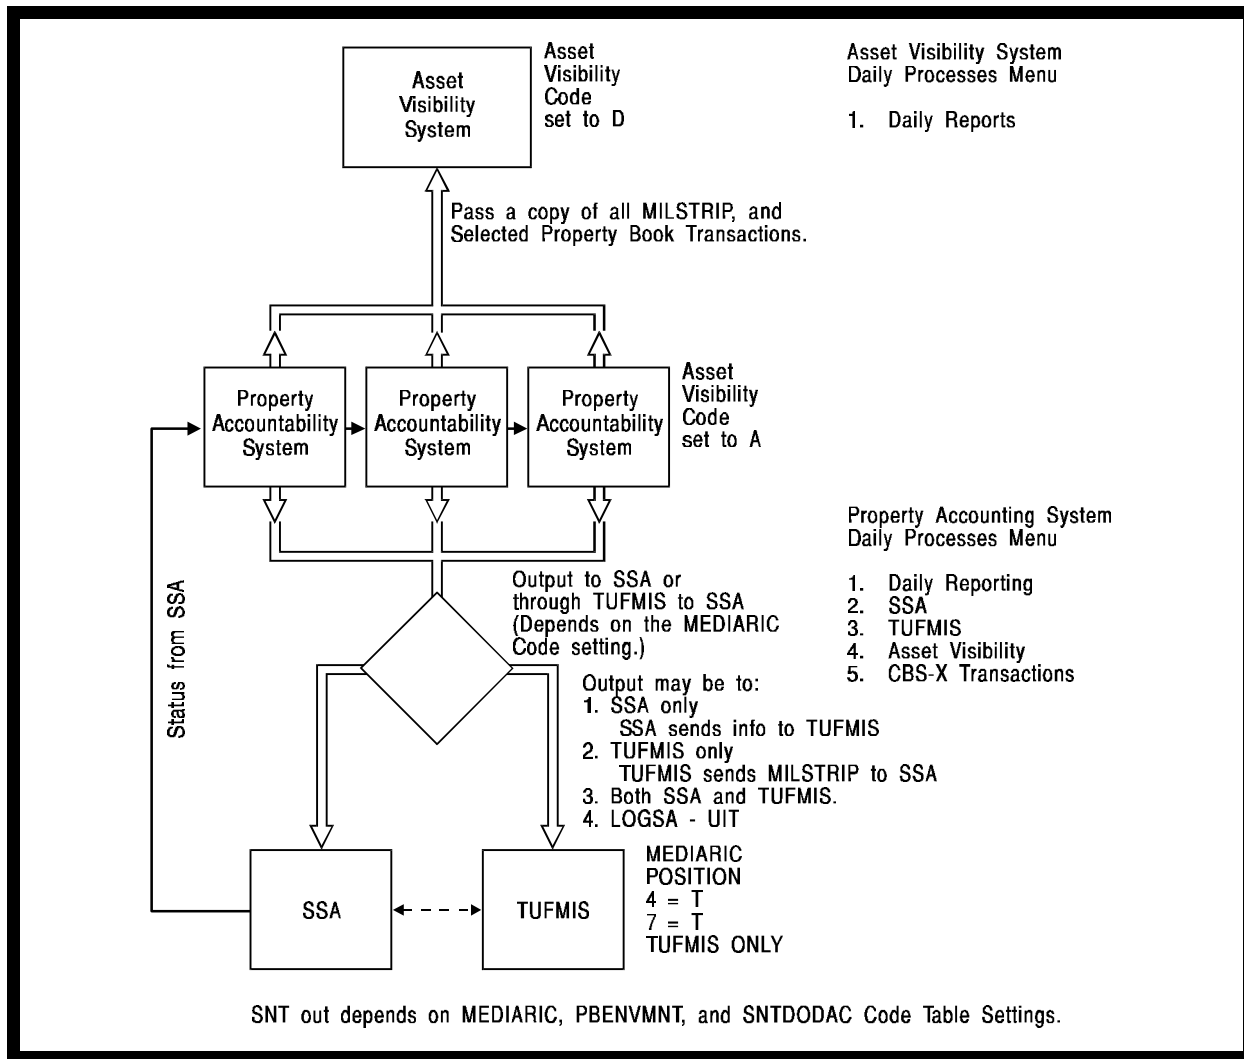 Asset
Visibility
System
Asset
Visibility
Code
set to D
Asset Visibility System
Daily Processes Menu
1. Daily Reports
Pass a copy of all MILSTRIP, and
Selected Property Book Transactions.
Property
Accountability
System
Property
Accountability
System
Property
Accountability
System
Asset
Visibility
Code
set to A
Property Accounting System
Daily Processes Menu
1. Daily Reporting
2. SSA
3. TUFMIS
4. Asset Visibility
5. CBS-X Transactions
Output to SSA or
through TUFMIS to SSA
(Depends on the MEDIARIC
Code setting.)
Status from SSA
Output may be to:
1. SSA only
SSA sends info to TUFMIS
2. TUFMIS only
TUFMIS sends MILSTRIP to SSA
3. Both SSA and TUFMIS.
4. LOGSA - UIT
SSA
TUFMIS
MEDIARIC
POSITION
4 = T
7 = T
TUFMIS ONLY
SNT out depends on MEDIARIC, PBENVMNT, and SNTDODAC Code Table Settings.